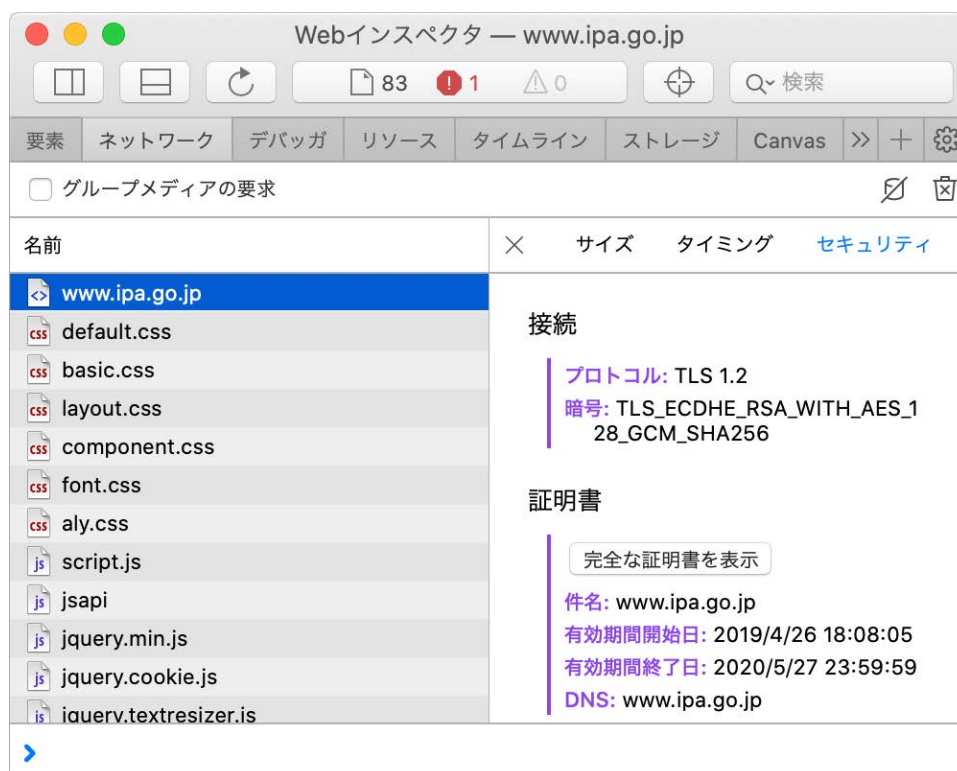 Webインスペクタ — www.ipa.go.jp
83 1 0 検索
要素 ネットワーク デバッガ リソース タイムライン ストレージ Canvas
グループメディアの要求
名前
www.ipa.go.jp
default.css
basic.css
layout.css
component.css
font.css
aly.css
script.js
jsapi
jquery.min.js
jquery.cookie.js
jquery.textresizer.js
サイズ タイミング セキュリティ
接続
プロトコル: TLS 1.2
暗号: TLS_ECDHE_RSA_WITH_AES_1
28_GCM_SHA256
証明書
完全な証明書を表示
件名: www.ipa.go.jp
有効期間開始日: 2019/4/26 18:08:05
有効期間終了日: 2020/5/27 23:59:59
DNS: www.ipa.go.jp